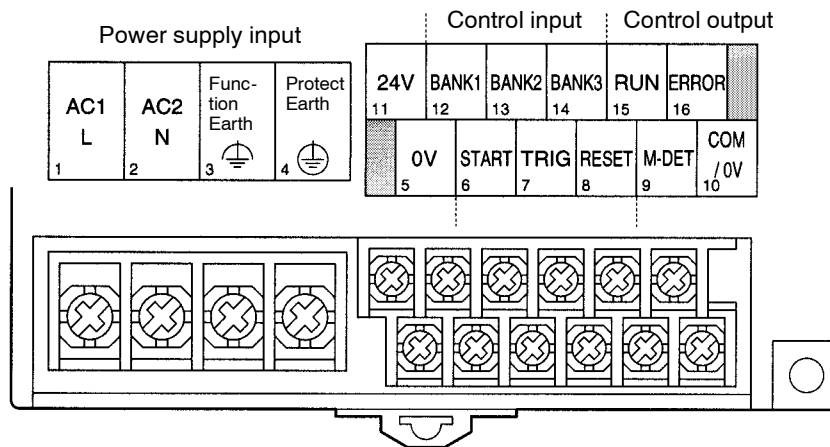 Power supply input
Control input
Control output
AC1
L
1
AC2
N
2
Func-
tion
Earth
3
Protect
Earth
4
24V
11
BANK1
12
BANK2
13
BANK3
14
RUN
15
ERROR
16
0V
5
START
6
TRIG
7
RESET
8
M-DET
9
COM
/ 0V
10